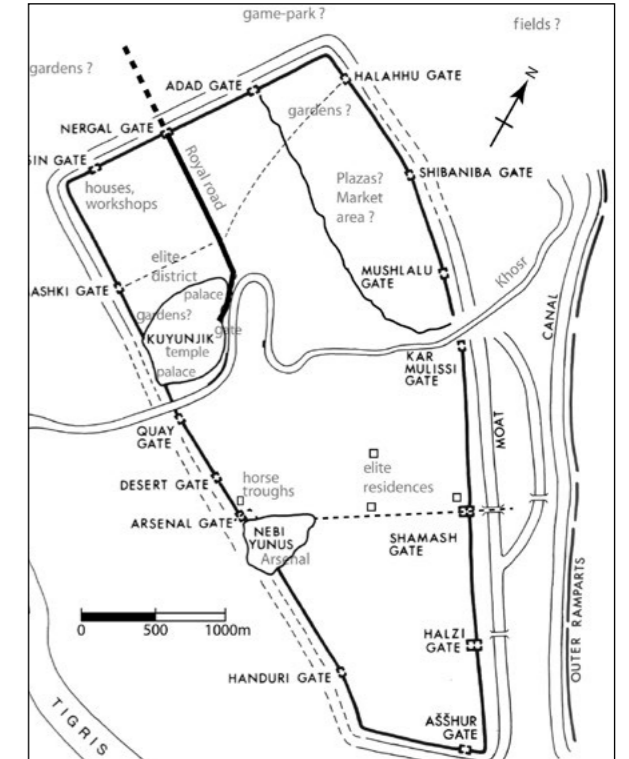 game-park ?
fields ?
gardens ?
ADAD GATE
HALAHHU GATE
NERGAL GATE
gardens ?
SIN GATE
Royal road
SHIBANIBA GATE
houses,
workshops
Plazas?
Market
area ?
elite
district
MUSHLALU
GATE
Khosr
ASHKI GATE
palace
gardens?
gate
KUYUNJIK
temple
palace
KAR
MULISSI
GATE
CANAL
MOAT
QUAY
GATE
DESERT GATE
horse
troughs
elite
residences
ARSENAL GATE
NEBI
YUNUS
Arsenal
SHAMASH
GATE
0 500 1000m
HALZI
GATE
OUTER RAMPARTS
HANDURI GATE
AŠŠHUR
GATE
TIGRIS
N